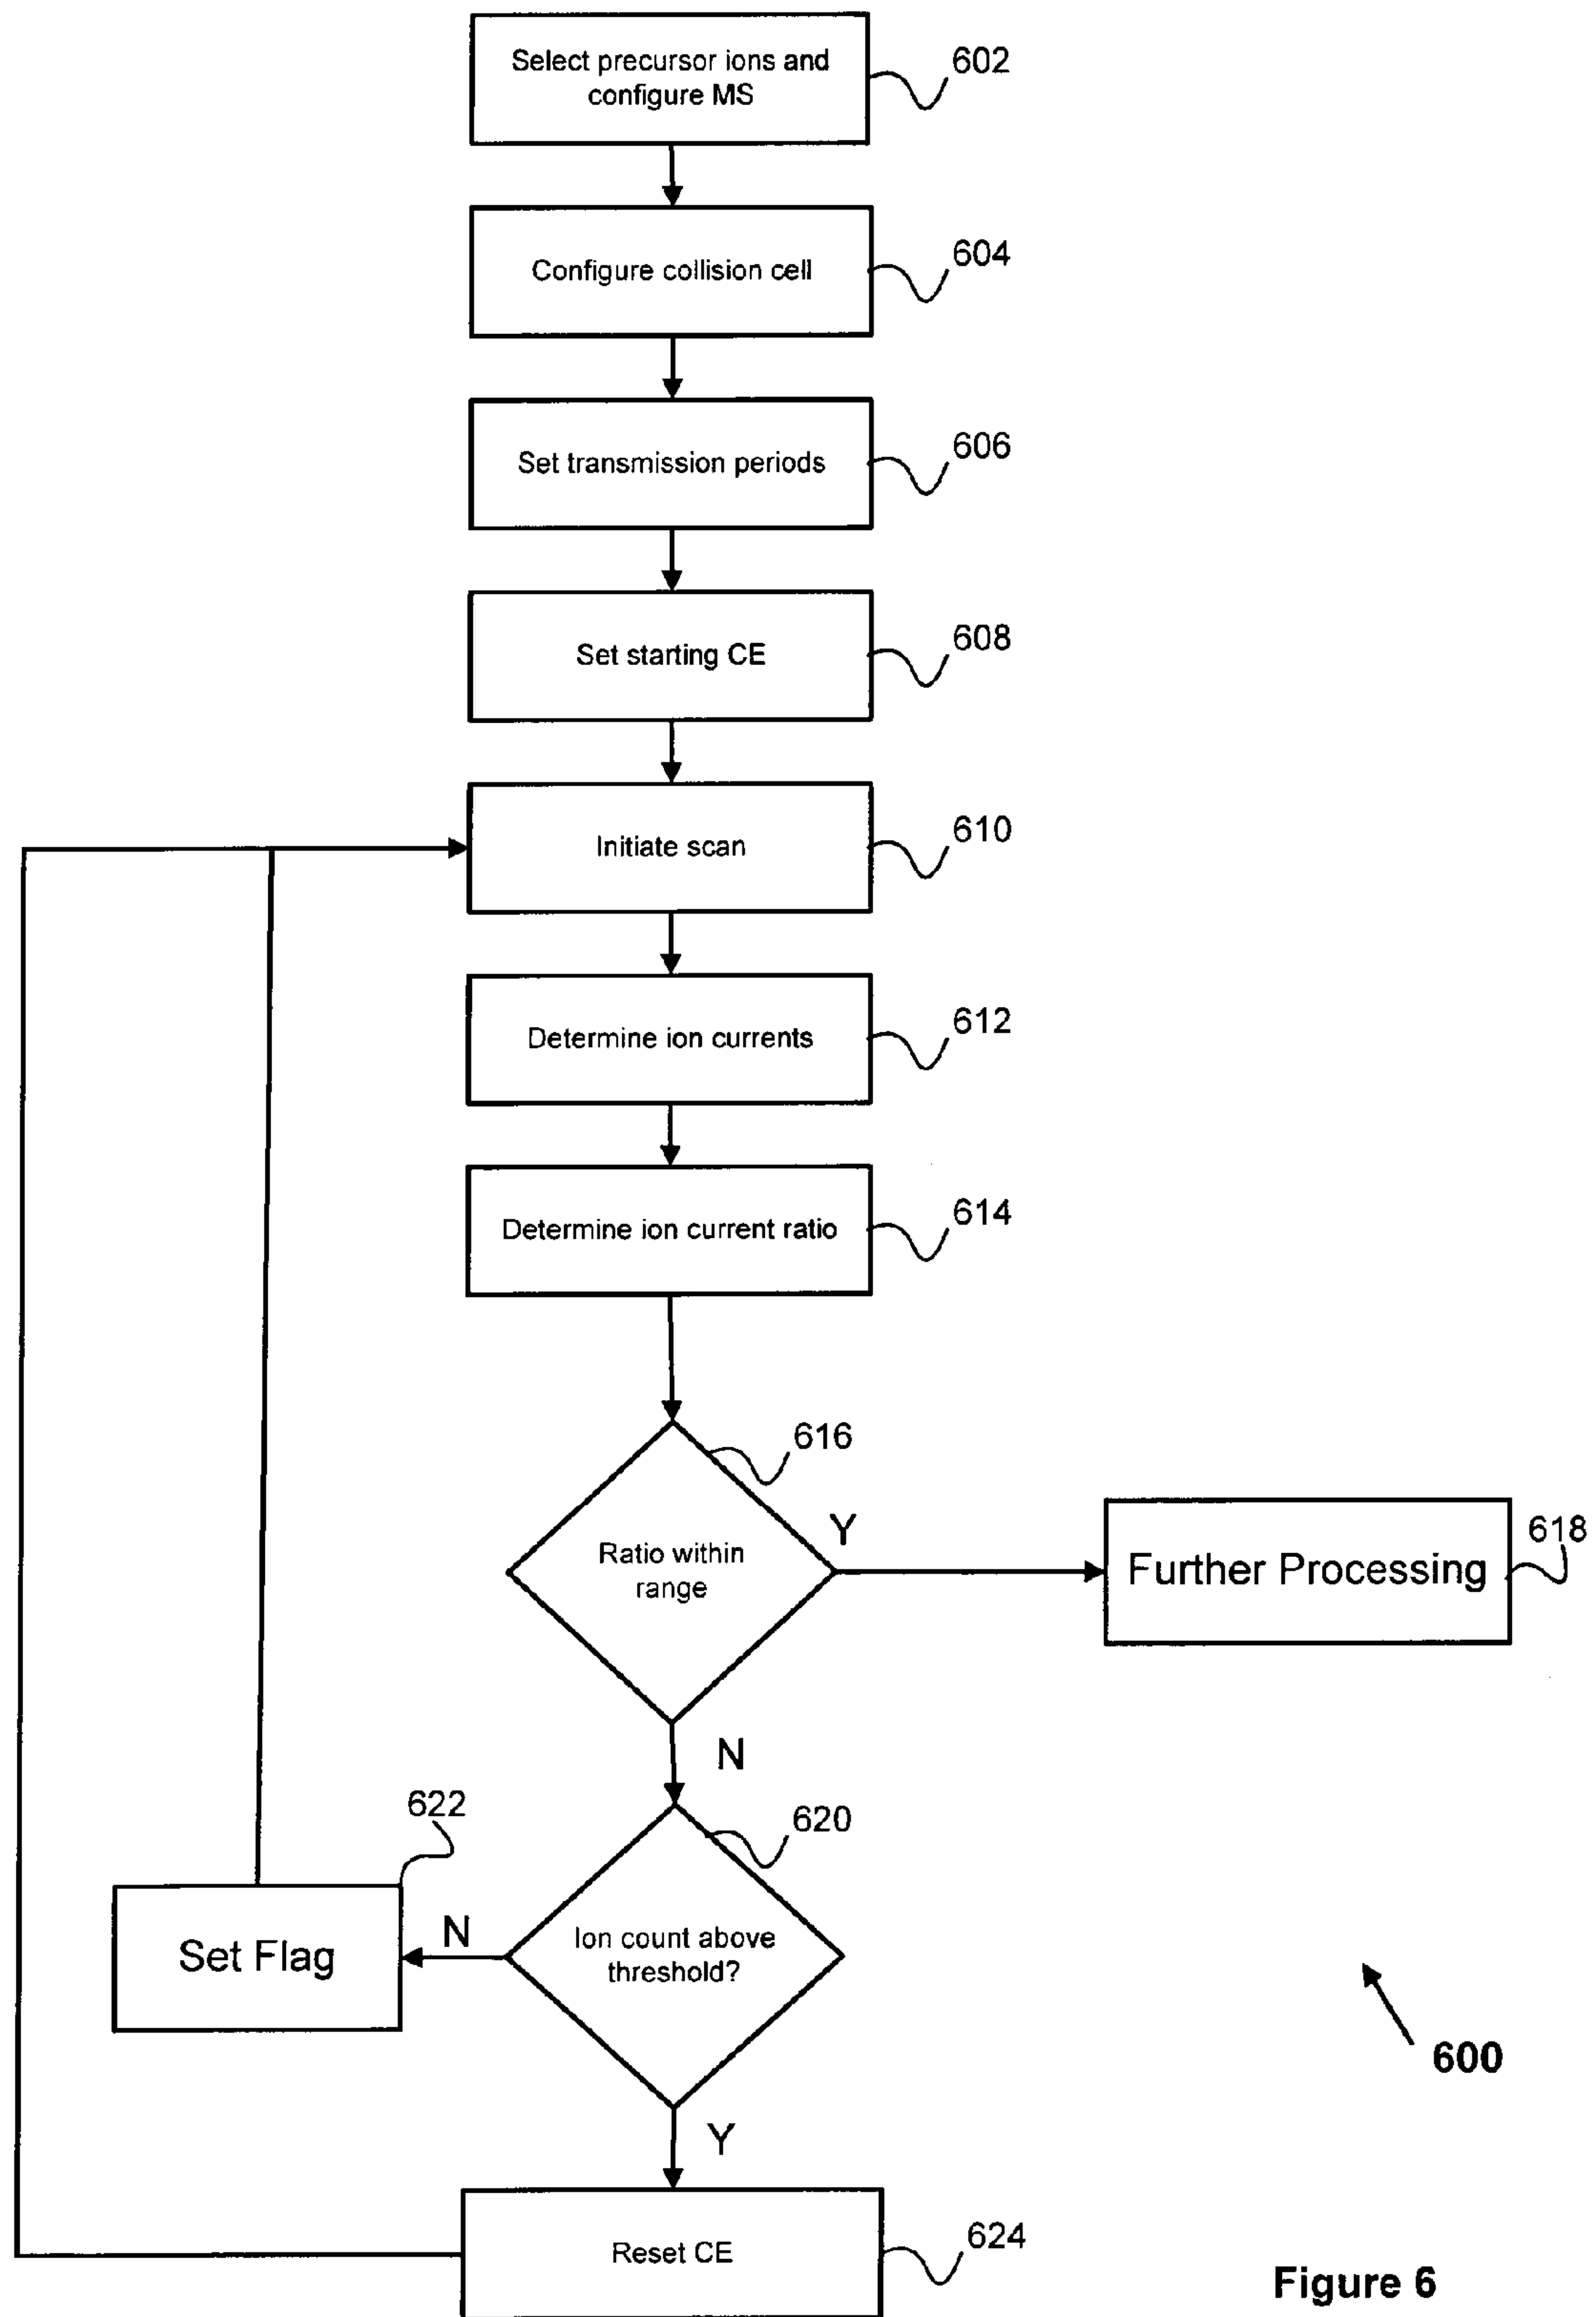 Select precursor ions and
configure MS
602
Configure collision cell
604
Set transmission periods
606
Set starting CE
608
Initiate scan
610
Determine ion currents
612
Determine ion current ratio
614
616
Ratio within
range
Y
Further Processing
618
N
620
Ion count above
threshold?
N
622
Set Flag
Y
Reset CE
624
600
Figure 6